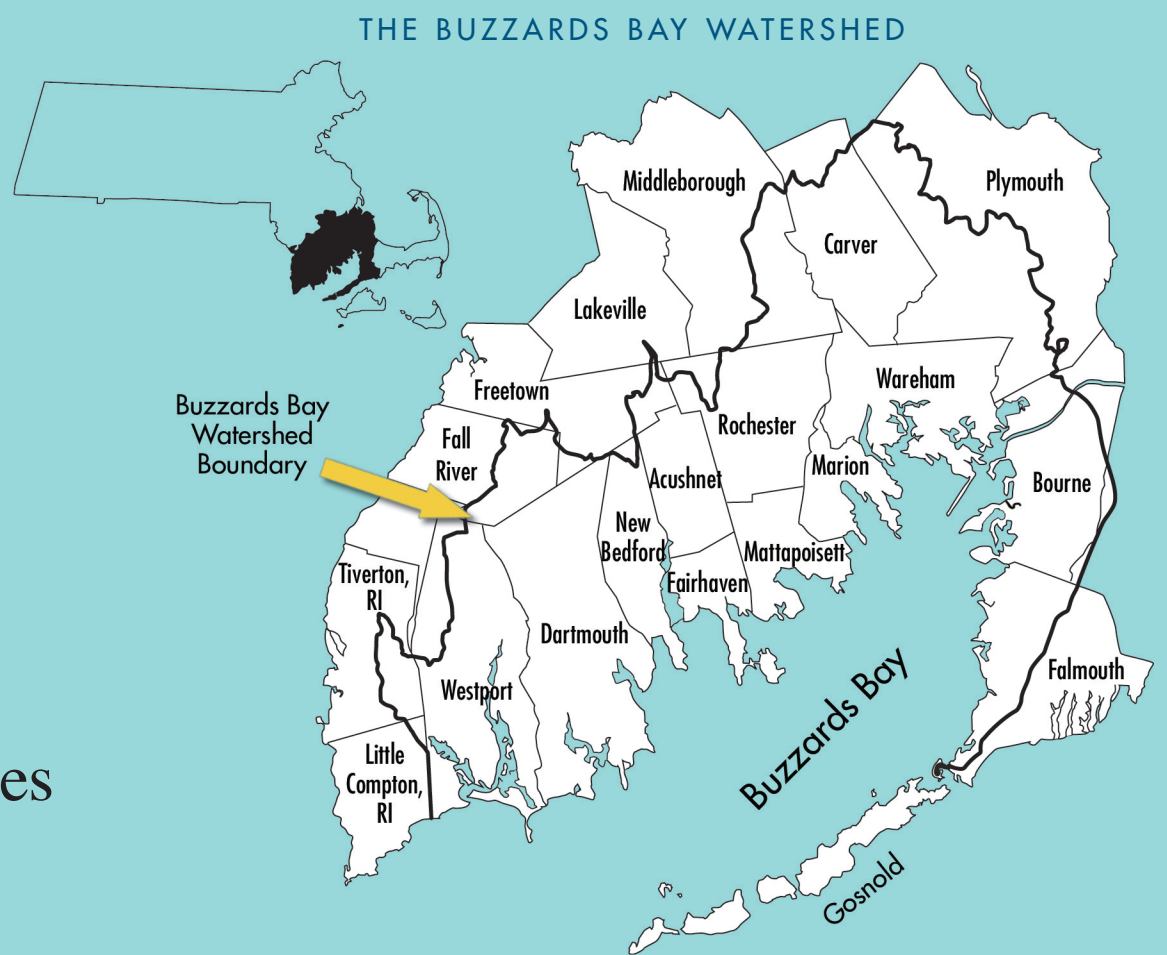 THE BUZZARDS BAY WATERSHED
Middleborough
Plymouth
Carver
Lakeville
Freetown
Wareham
Buzzards Bay
Watershed
Boundary
Fall
River
Rochester
Acushnet
Marion
Bourne
New
Bedford
Mattapoisett
Tiverton,
RI
Fairhaven
Dartmouth
Westport
Falmouth
Buzzards Bay
Little
Compton,
RI
es
Gosnold